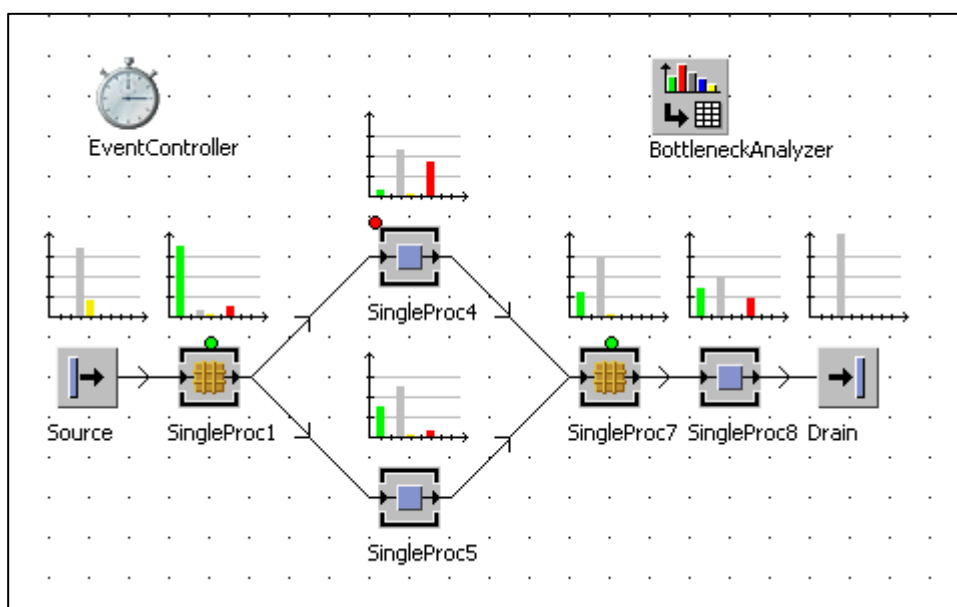 EventController
BottleneckAnalyzer
SingleProc4
Source
SingleProc1
SingleProc7
SingleProc8
Drain
SingleProc5